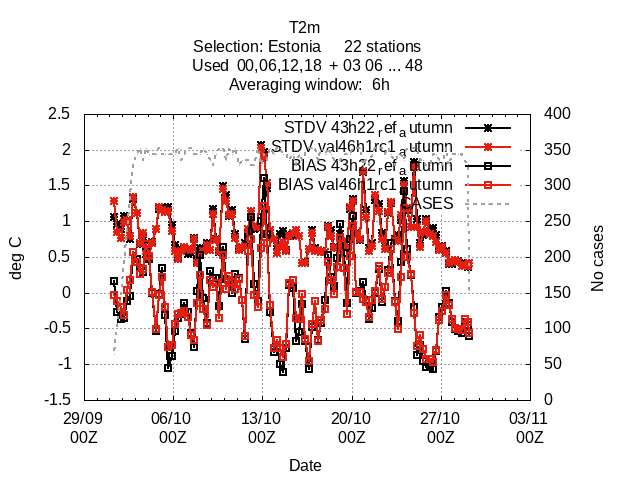 T2m
Selection: Estonia 22 stations
Used 00,06,12,18 + 03 06 ... 48
Averaging window: 6h
STDV 43h22_ref_autumn
STDV val46h1rc1_autumn
BIAS 43h22_ref_autumn
BIAS val46h1rc1_autumn
CASES
deg C
2.5
2
1.5
1
0.5
0
-0.5
-1
-1.5
No cases
400
350
300
250
200
150
100
50
0
29/09 06/10 13/10 20/10 27/10 03/11
00Z 00Z 00Z 00Z 00Z 00Z
Date